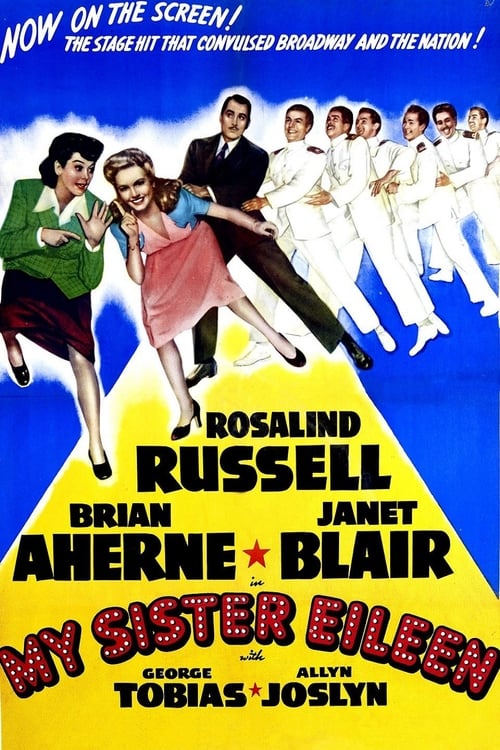 NOW ON THE SCREEN!
THE STAGE HIT THAT CONVULSED BROADWAY AND THE NATION!
ROSALIND
RUSSELL
BRIAN JANET
AHERNE ★ BLAIR
in
MY SISTER EILEEN
with
GEORGE ALLYN
TOBIAS ★ JOSLYN